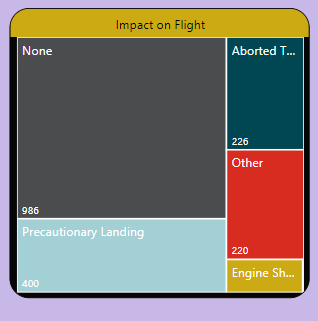 Impact on Flight
None
986
Precautionary Landing
400
Aborted T...
226
Other
220
Engine Sh...